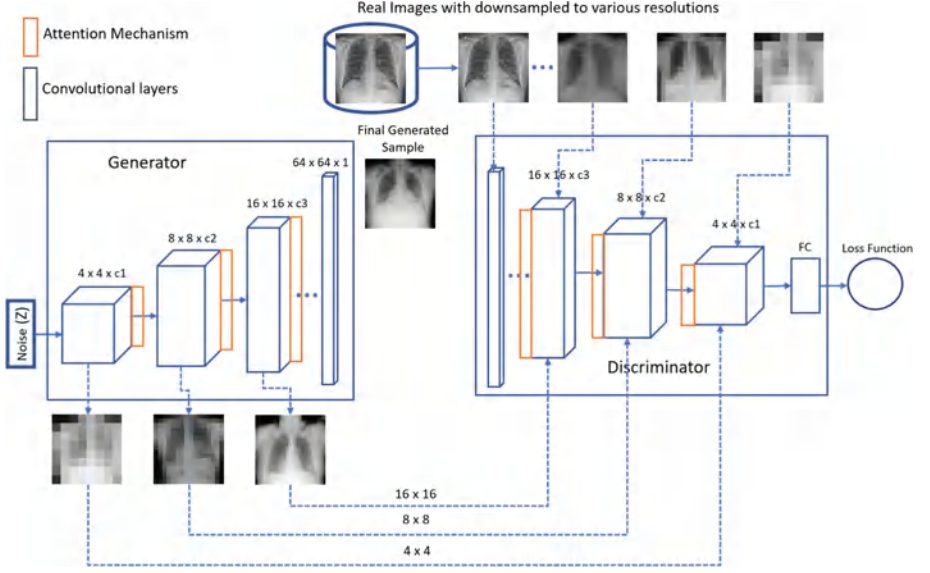 Real Images with downsampled to various resolutions
Attention Mechanism
Convolutional layers
Final Generated
Sample
Generator
64 x 64 x 1
16 x 16 x c3
8 x 8 x c2
4 x 4 x c1
Noise (Z)
16 x 16 x c3
8 x 8 x c2
4 x 4 x c1
FC
Loss Function
Discriminator
16 x 16
8 x 8
4 x 4